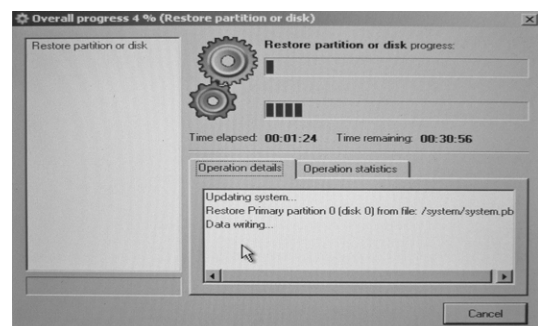 Overall progress 4 % (Restore partition or disk)
Restore partition or disk
Restore partition or disk progress:
Time elapsed: 00:01:24 Time remaining: 00:30:56
Operation details Operation statistics
Updating system...
Restore Primary partition 0 (disk 0) from file: /system/system.pb
Data writing...
Cancel